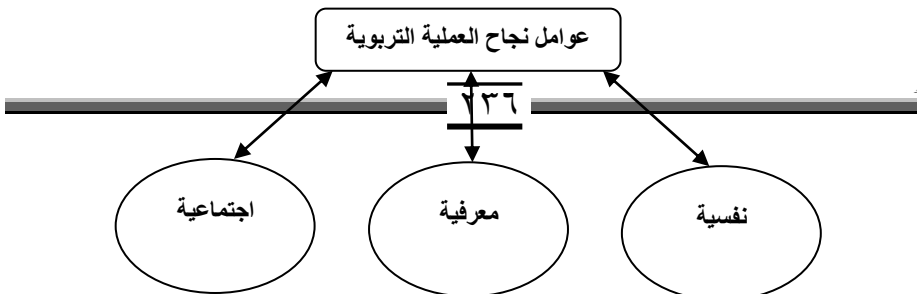 عوامل نجاح العملية التربوية
٢٣٦
نفسية
معرفية
اجتماعية